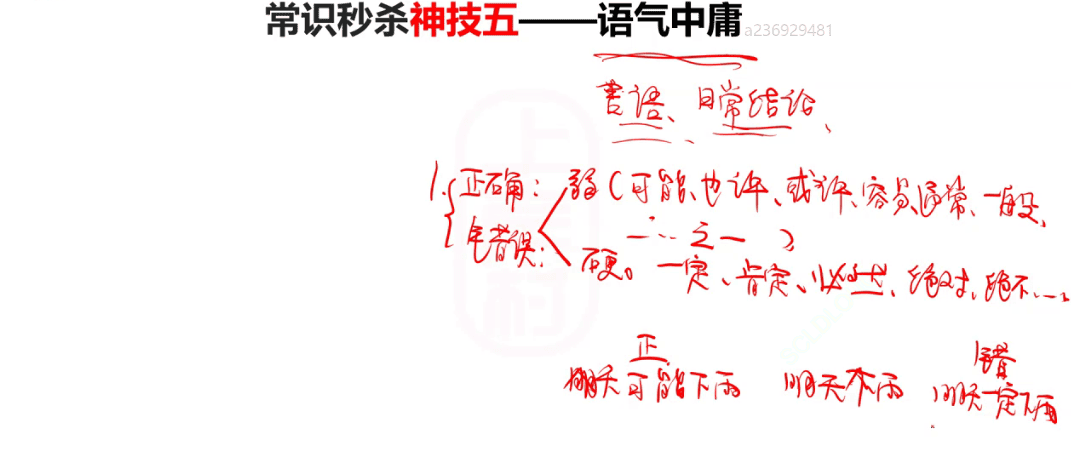 常识秒杀神技五——语气中庸
a236929481
言语、日常结论、
1. 正确：弱（可能、也许、或许、容易、通常、一般、
…之一）
错误：硬。一定、肯定、必然、绝对、绝不…
正 错
明天可能下雨 明天下雨 明天一定下雨